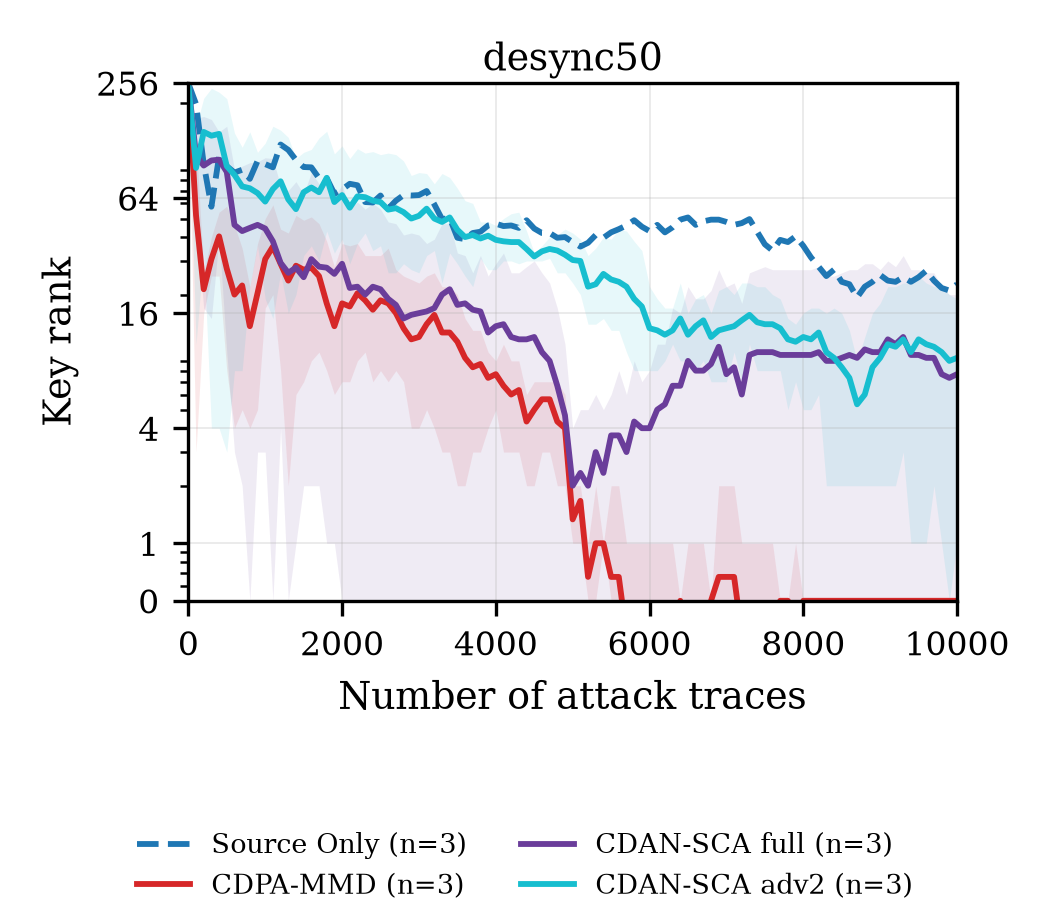 desync50
256
64
16
4
1
0
Key rank
0 2000 4000 6000 8000 10000
Number of attack traces
Source Only (n=3) CDAN-SCA full (n=3)
CDPA-MMD (n=3) CDAN-SCA adv2 (n=3)